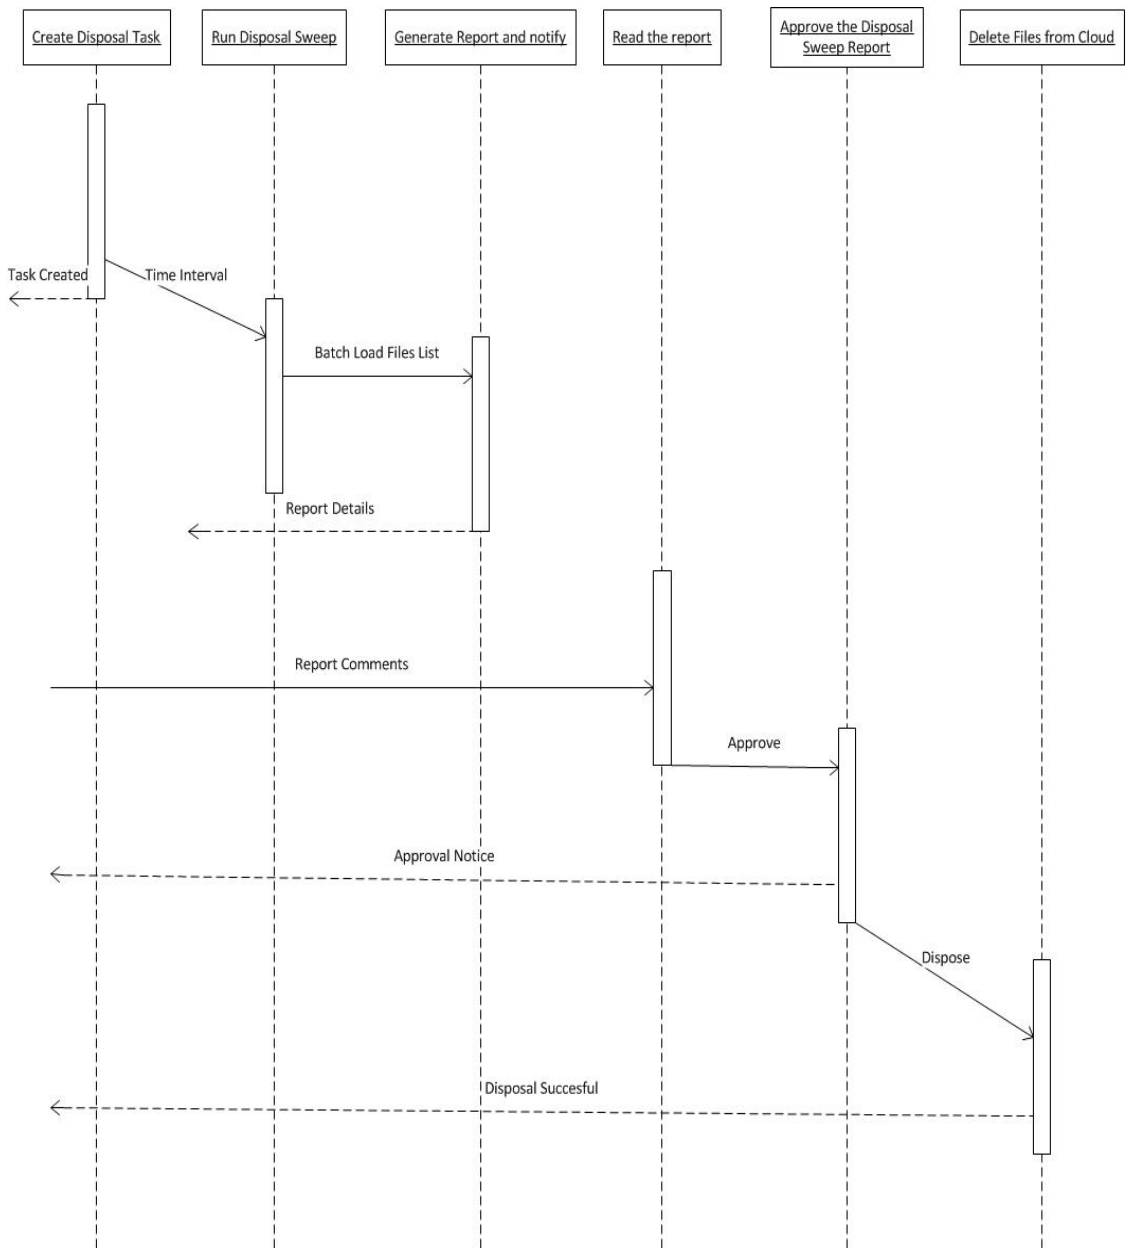 Create Disposal Task
Run Disposal Sweep
Generate Report and notify
Read the report
Approve the Disposal
Sweep Report
Delete Files from Cloud
Task Created
Time Interval
Batch Load Files List
Report Details
Report Comments
Approve
Approval Notice
Dispose
Disposal Succesful